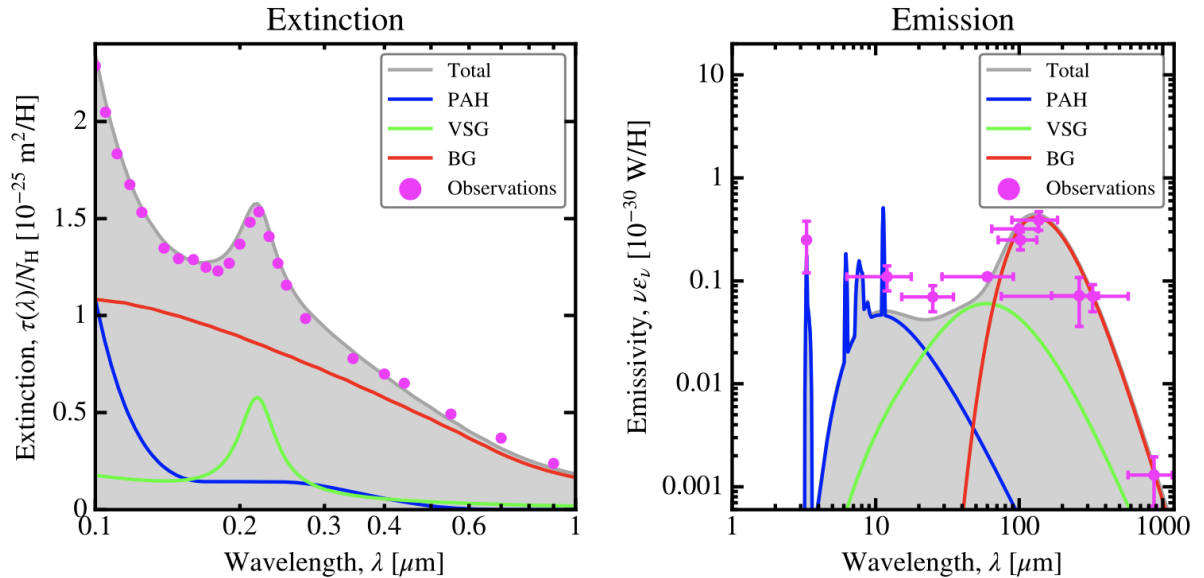 Extinction
Extinction, τ(λ)/N_H [10⁻²⁵ m²/H]
2
1.5
1
0.5
0
Total
PAH
VSG
BG
Observations
0.1
0.2
0.3
0.4
0.6
1
Wavelength, λ [μm]
Emission
Emissivity, νε_ν [10⁻³⁰ W/H]
10
1
0.1
0.01
0.001
Total
PAH
VSG
BG
Observations
1
10
100
1000
Wavelength, λ [μm]